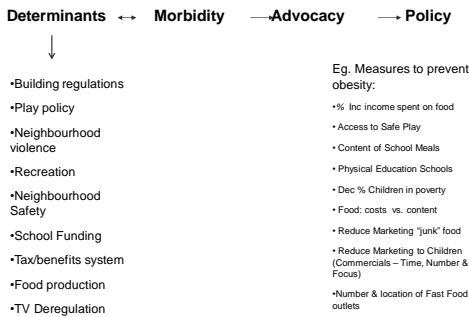 Determinants Morbidity Advocacy Policy
•Building regulations
•Play policy
•Neighbourhood
violence
•Recreation
•Neighbourhood
Safety
•School Funding
•Tax/benefits system
•Food production
•TV Deregulation
Eg. Measures to prevent
obesity:
•% Inc income spent on food
• Access to Safe Play
• Content of School Meals
• Physical Education Schools
• Dec % Children in poverty
• Food: costs vs. content
• Reduce Marketing "junk" food
• Reduce Marketing to Children
(Commercials – Time, Number &
Focus)
•Number & location of Fast Food
outlets